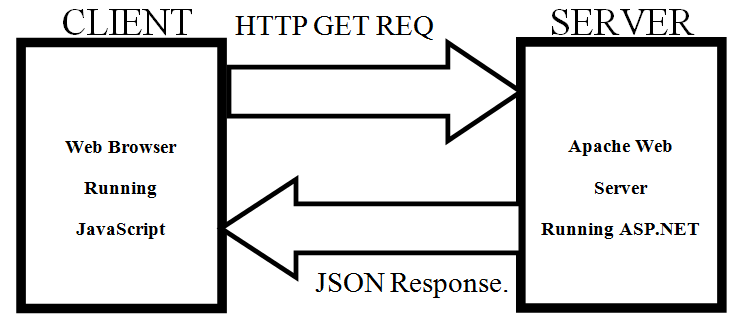 CLIENT
HTTP GET REQ
SERVER
Web Browser
Running
JavaScript
Apache Web
Server
Running ASP.NET
JSON Response.